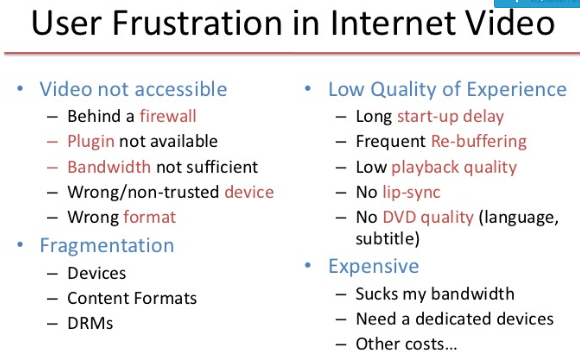 User Frustration in Internet Video
• Video not accessible
– Behind a firewall
– Plugin not available
– Bandwidth not sufficient
– Wrong/non-trusted device
– Wrong format
• Fragmentation
– Devices
– Content Formats
– DRMs
• Low Quality of Experience
– Long start-up delay
– Frequent Re-buffering
– Low playback quality
– No lip-sync
– No DVD quality (language,
subtitle)
• Expensive
– Sucks my bandwidth
– Need a dedicated devices
– Other costs...